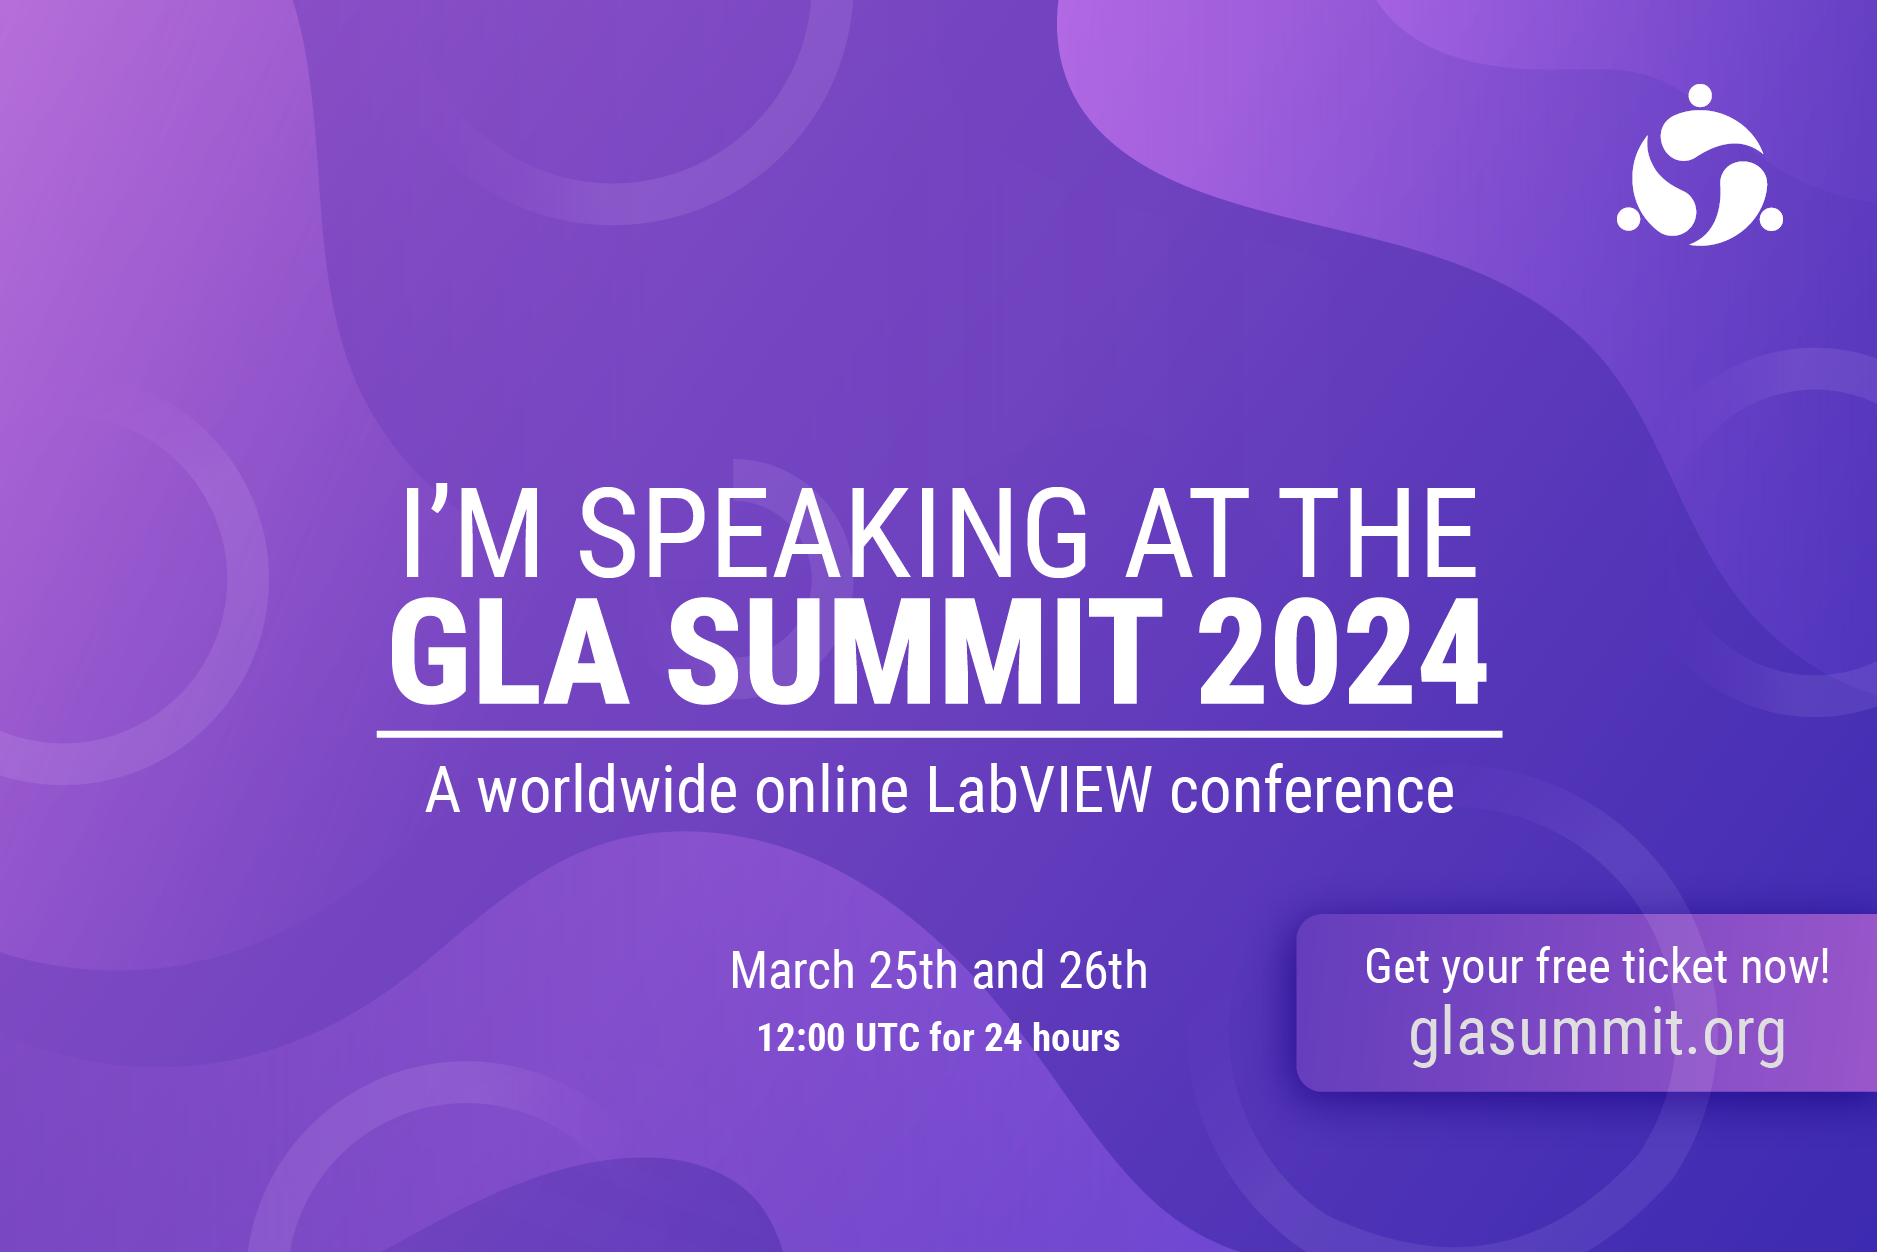 I’M SPEAKING AT THE
GLA SUMMIT 2024
A worldwide online LabVIEW conference
March 25th and 26th
12:00 UTC for 24 hours
Get your free ticket now!
glasummit.org